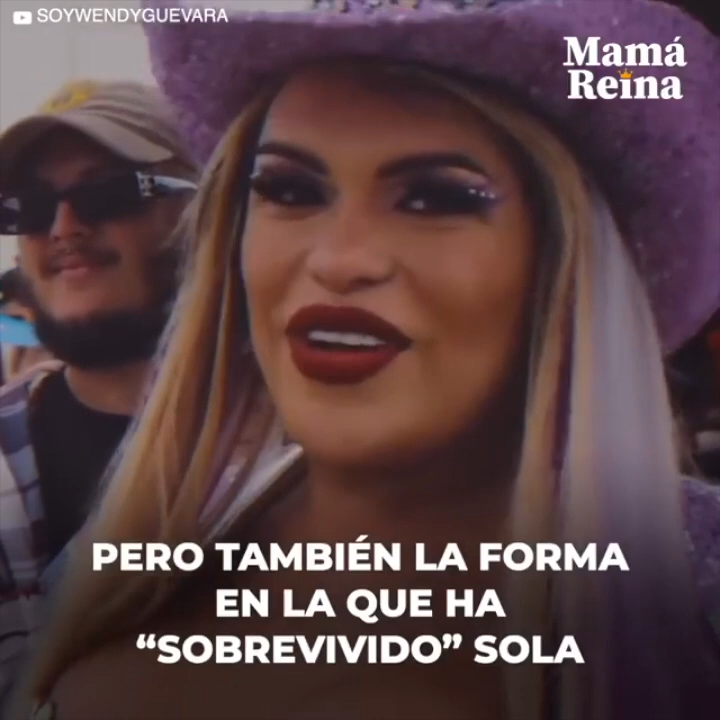 SOYWENDYGUEVARA
Mamá
Reina
PERO TAMBIÉN LA FORMA
EN LA QUE HA
“SOBREVIVIDO” SOLA